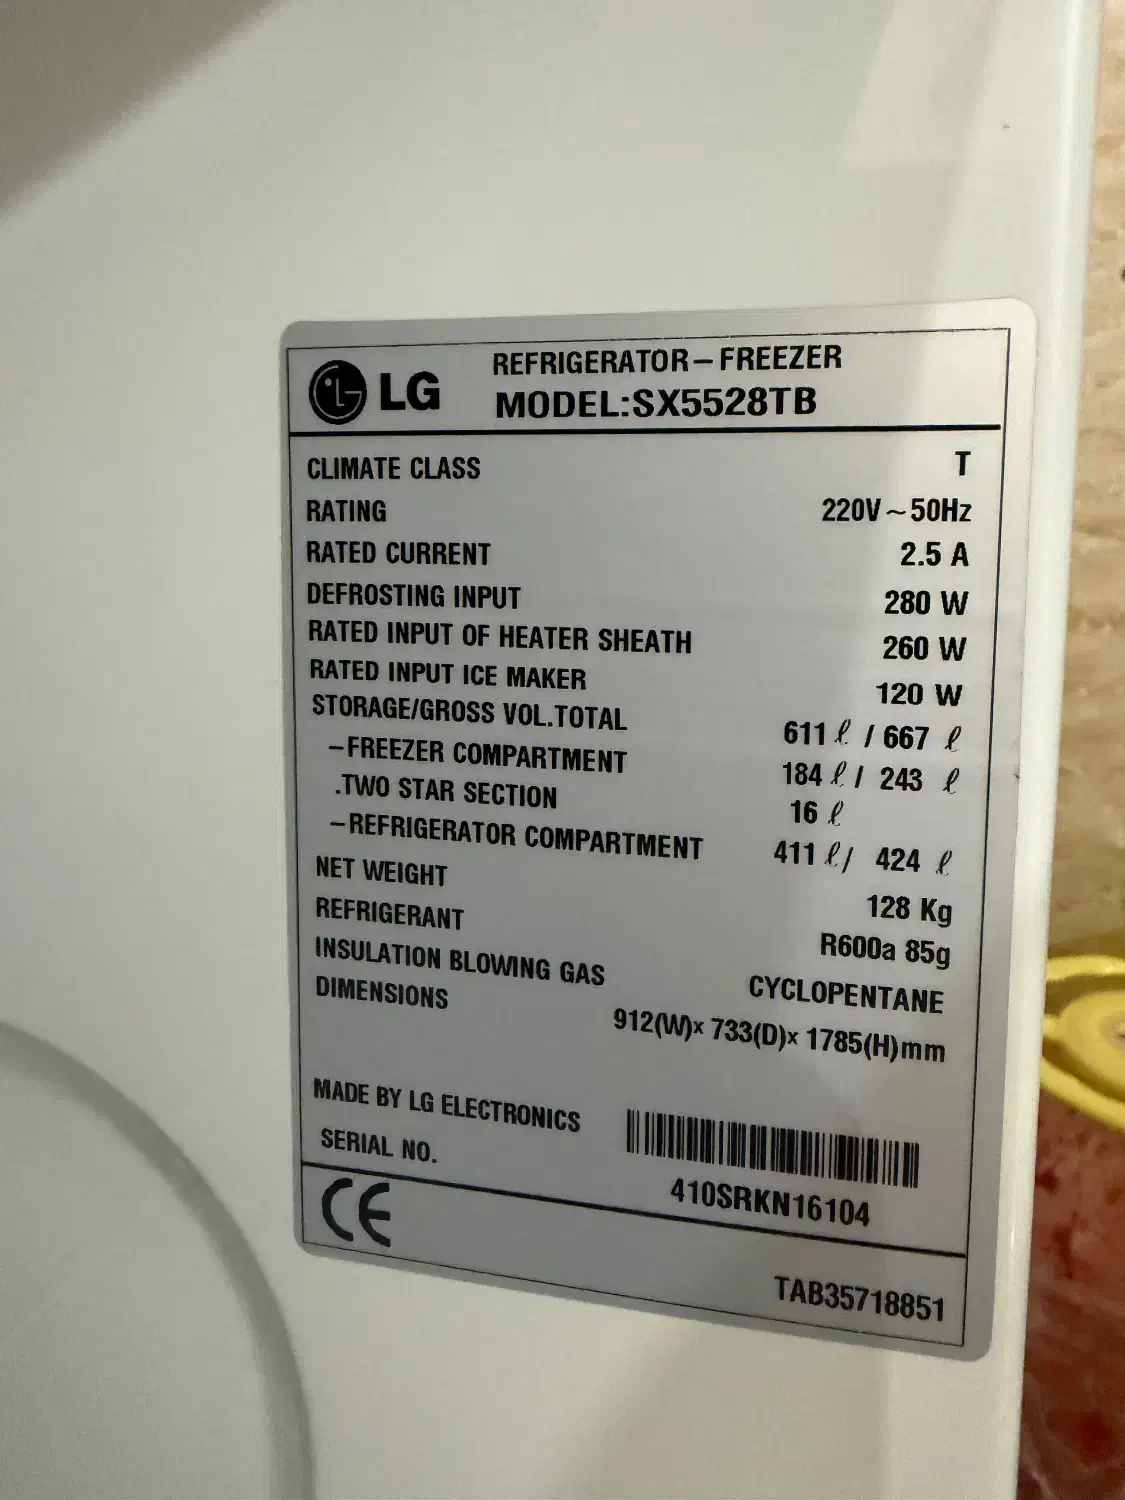 LG
REFRIGERATOR–FREEZER
MODEL:SX5528TB
CLIMATE CLASS T
RATING 220V~50Hz
RATED CURRENT 2.5 A
DEFROSTING INPUT 280 W
RATED INPUT OF HEATER SHEATH 260 W
RATED INPUT ICE MAKER 120 W
STORAGE/GROSS VOL.TOTAL 611 ℓ / 667 ℓ
–FREEZER COMPARTMENT 184 ℓ / 243 ℓ
.TWO STAR SECTION 16 ℓ
–REFRIGERATOR COMPARTMENT 411 ℓ/ 424 ℓ
NET WEIGHT 128 Kg
REFRIGERANT R600a 85g
INSULATION BLOWING GAS CYCLOPENTANE
DIMENSIONS 912(W)x 733(D)x 1785(H)mm
MADE BY LG ELECTRONICS
SERIAL NO. 410SRKN16104
CE
TAB35718851